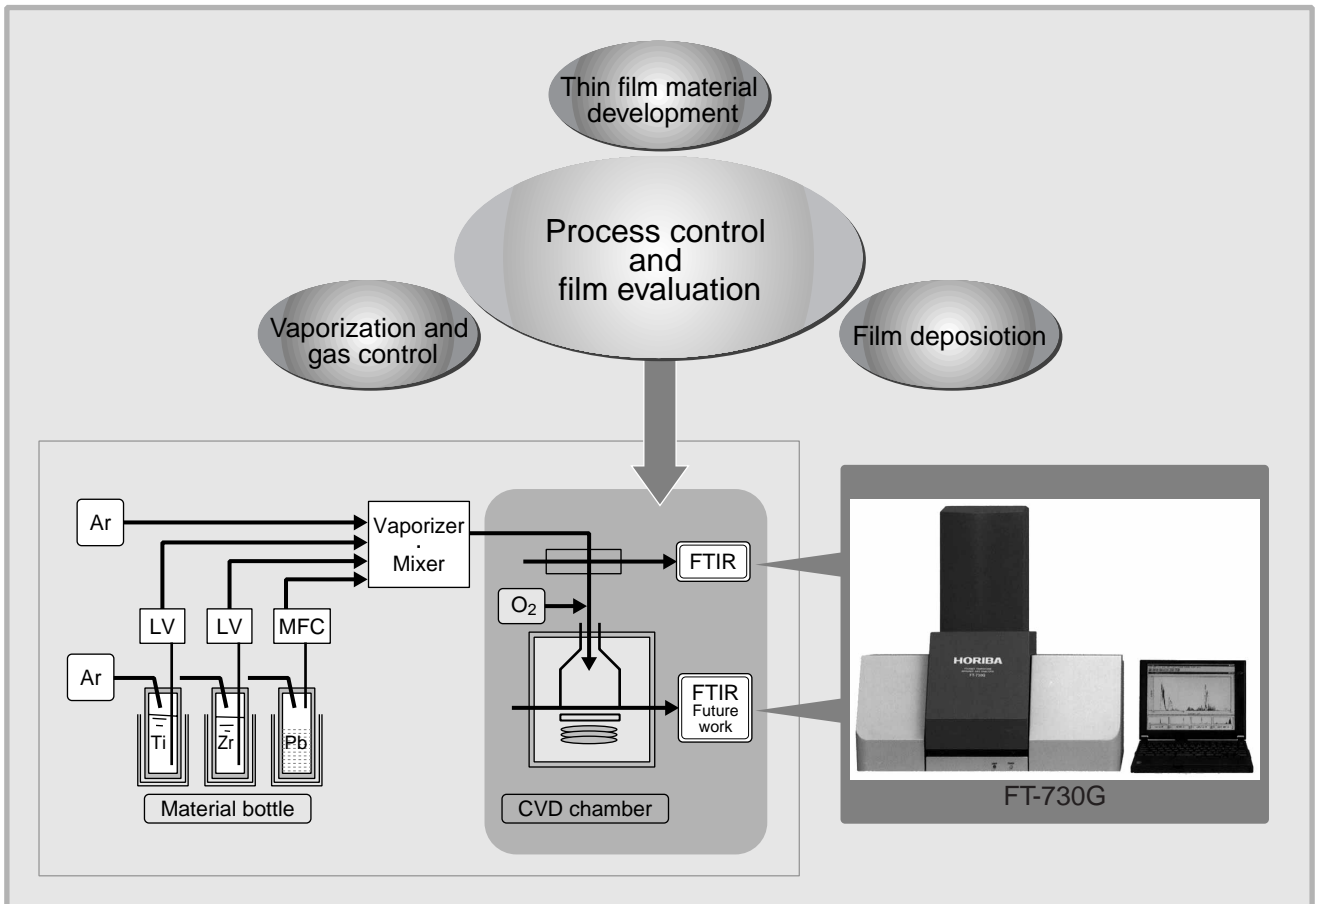 Thin film material
development
Process control
and
film evaluation
Vaporization and
gas control
Film deposiotion
Ar
Vaporizer
·
Mixer
FTIR
O2
LV
LV
MFC
Ar
Ti
Zr
Pb
FTIR
Future
work
Material bottle
CVD chamber
HORIBA
FT-730G